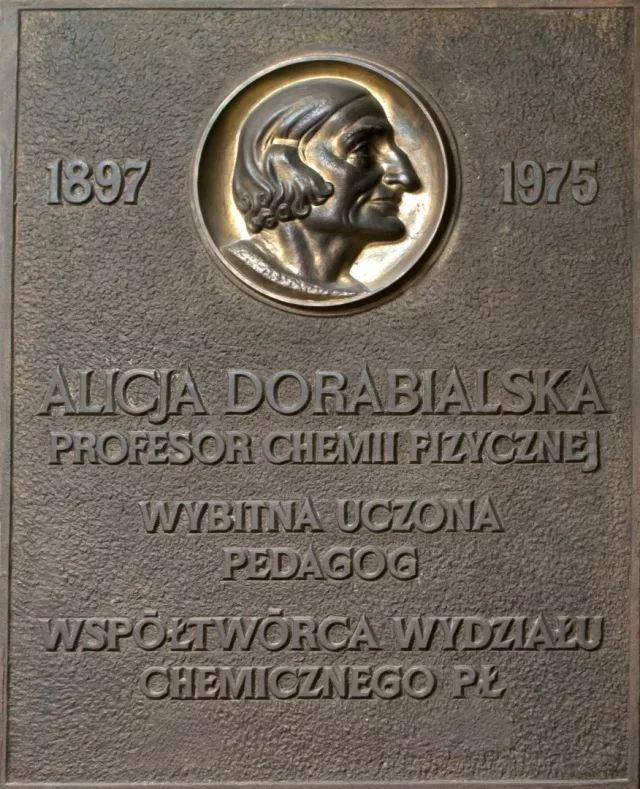 1897 1975
ALICJA DORABIALSKA
PROFESOR CHEMII FIZYCZNEJ
WYBITNA UCZONA
PEDAGOG
WSPÓŁTWÓRCA WYDZIAŁU
CHEMICZNEGO PŁ